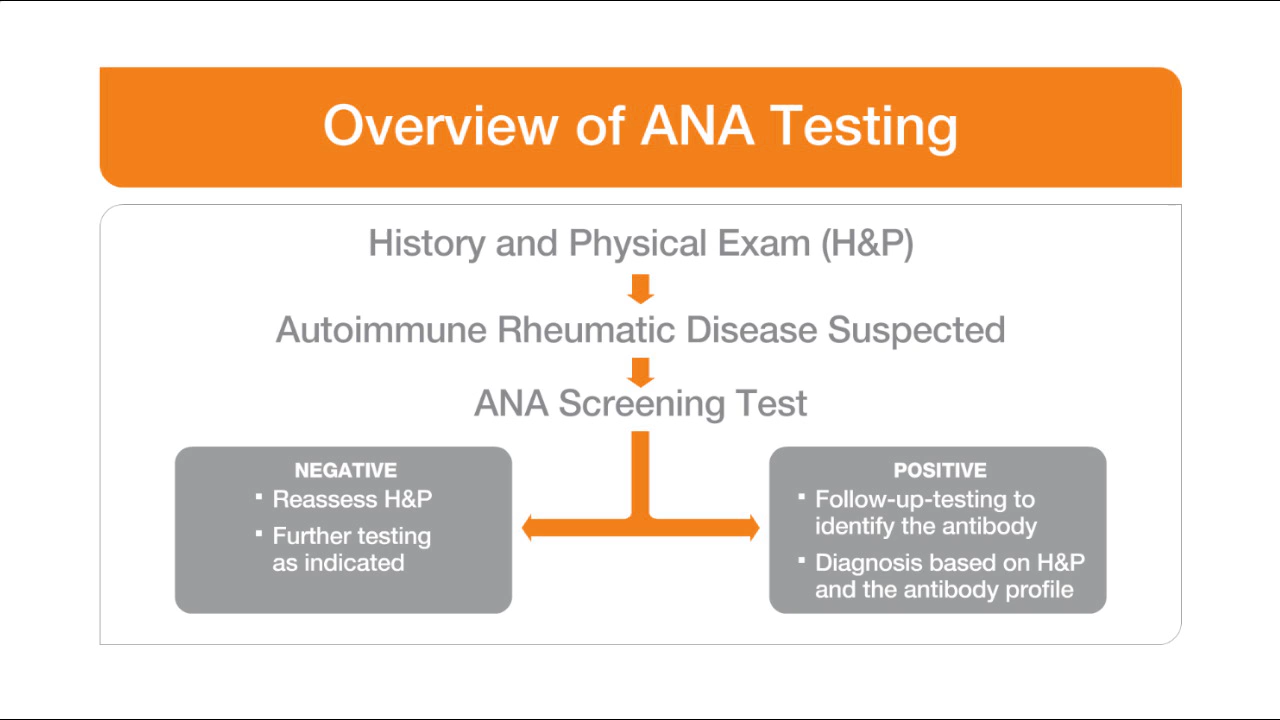 Overview of ANA Testing
History and Physical Exam (H&P)
Autoimmune Rheumatic Disease Suspected
ANA Screening Test
NEGATIVE
▪ Reassess H&P
▪ Further testing
as indicated
POSITIVE
▪ Follow-up-testing to
identify the antibody
▪ Diagnosis based on H&P
and the antibody profile